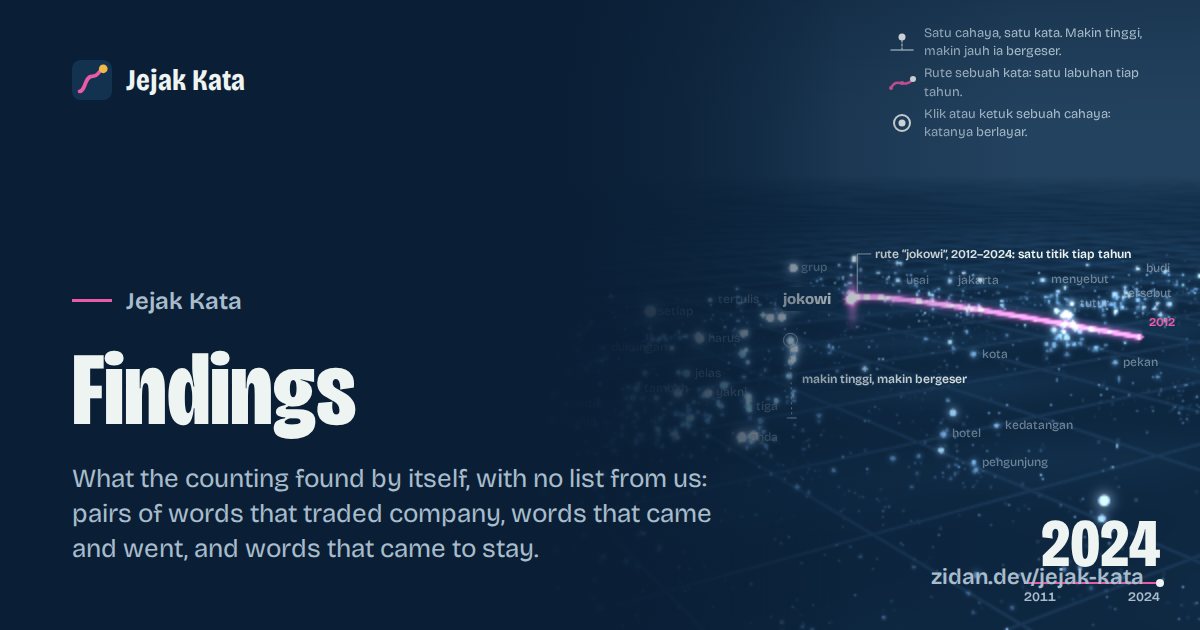 Jejak Kata
Satu cahaya, satu kata. Makin tinggi,
makin jauh ia bergeser.
Rute sebuah kata: satu labuhan tiap
tahun.
Klik atau ketuk sebuah cahaya:
katanya berlayar.
Jejak Kata
Findings
What the counting found by itself, with no list from us:
pairs of words that traded company, words that came
and went, and words that came to stay.
rute “jokowi”, 2012–2024: satu titik tiap tahun
grup
usai
jakarta
menyebut
budi
tersebut
tertulis
jokowi
setiap
2012
harus
dukungan
kota
pekan
jelas
makin tinggi, makin bergeser
yakni
tiga
hotel
kedatangan
pengunjung
2024
zidan.dev/jejak-kata
2011
2024